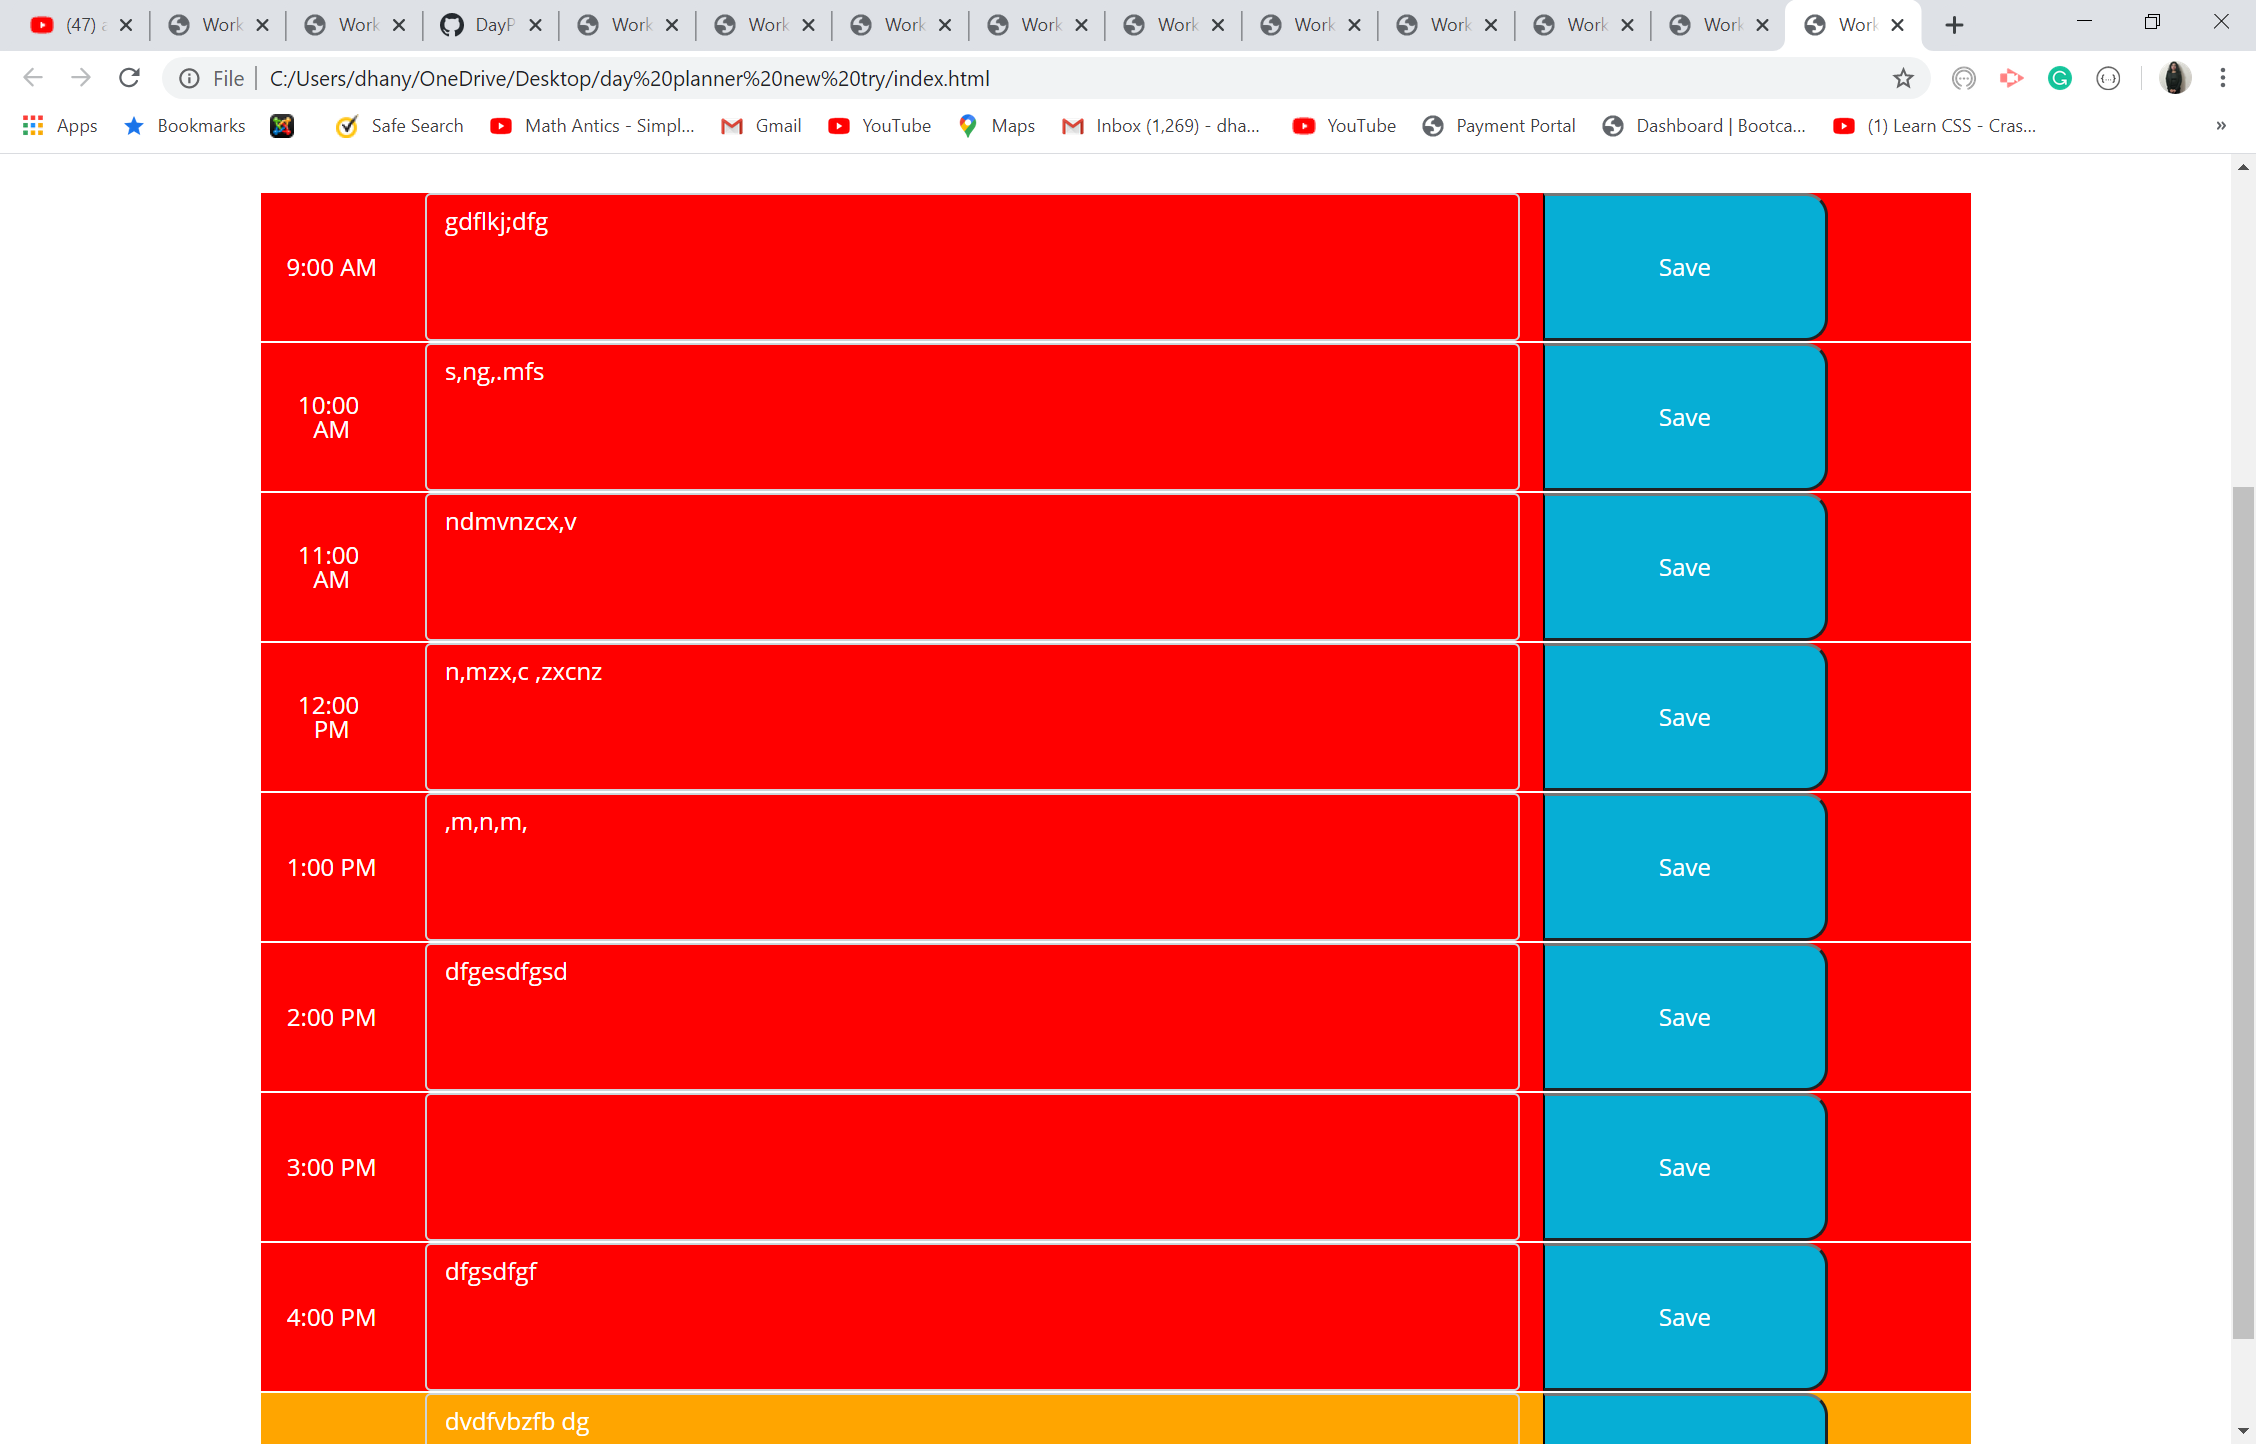 (47) Work Work DayP Work Work Work Work Work Work Work Work Work Work
File C:/Users/dhany/OneDrive/Desktop/day%20planner%20new%20try/index.html
Apps Bookmarks Safe Search Math Antics - Simpl... Gmail YouTube Maps Inbox (1,269) - dha... YouTube Payment Portal Dashboard | Bootca... (1) Learn CSS - Cras... »
gdflkj;dfg
9:00 AM Save
s,ng,.mfs
10:00
AM
Save
ndmvnzcx,v
11:00
AM
Save
n,mzx,c ,zxcnz
12:00
PM
Save
,m,n,m,
1:00 PM Save
dfgesdfgsd
2:00 PM Save
3:00 PM Save
dfgsdfgf
4:00 PM Save
dvdfvbzfb dg